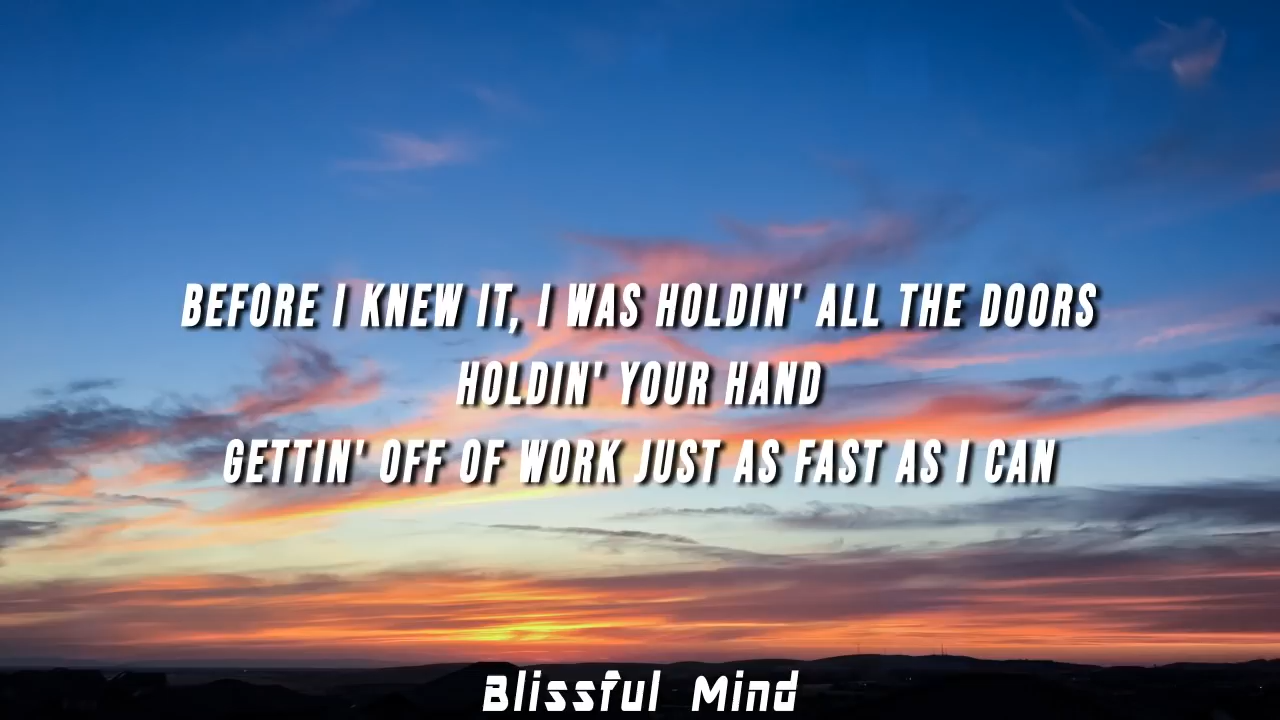 BEFORE I KNEW IT, I WAS HOLDIN' ALL THE DOORS
HOLDIN' YOUR HAND
GETTIN' OFF OF WORK JUST AS FAST AS I CAN
Blissful Mind